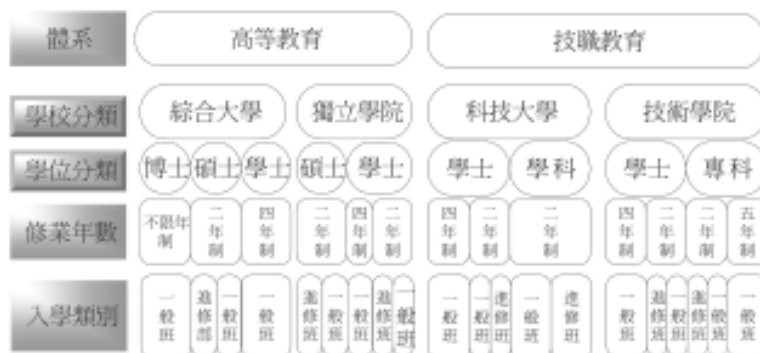 體系 高等教育 技職教育
學校分類 綜合大學 獨立學院 科技大學 技術學院
學位分類 博士 碩士 學士 碩士 學士 學士 學科 學士 專科
修業年數 不限年制 二年制 四年制 二年制 四年制 二年制 四年制 二年制 二年制 四年制 二年制 二年制 五年制
入學類別 一般班 進修部 一般班 一般班 進修班 一般班 一般班 進修班 一般班 一般班 一般班 進修班 一般班 進修班 一般班 進修班 一般班 進修班 一般班 一般班